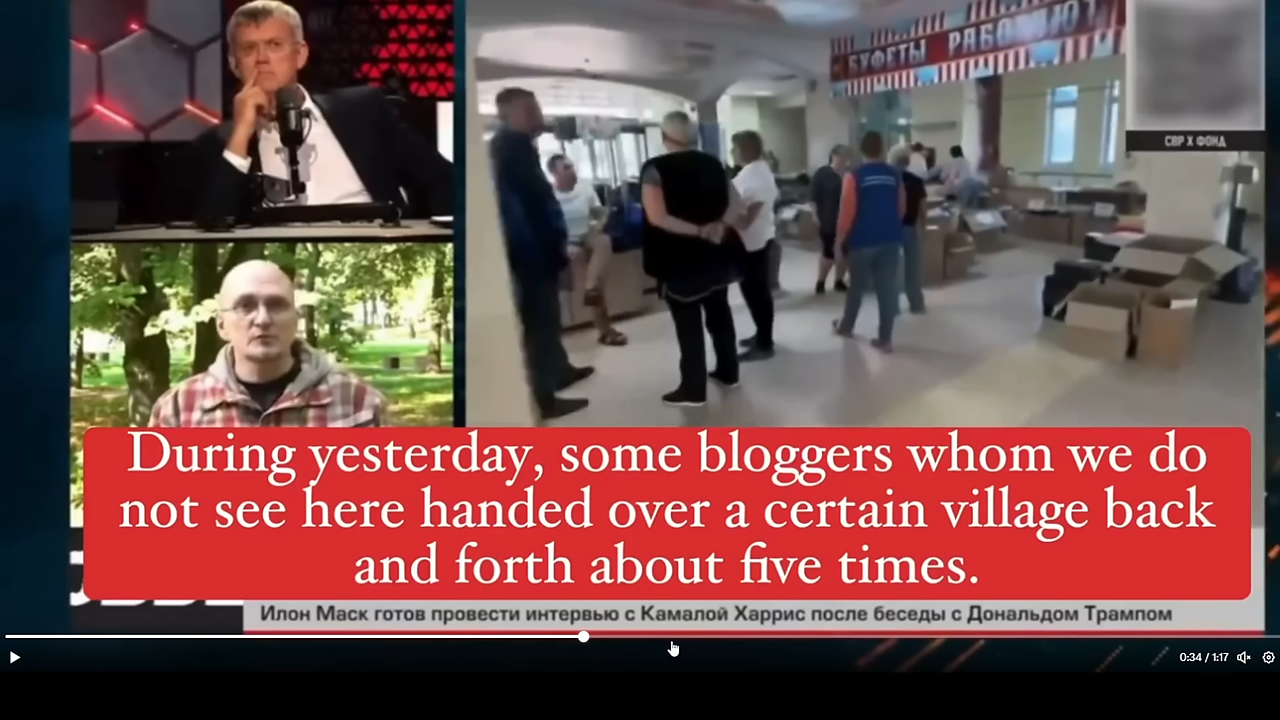 БУФЕТЫ РАБОТАЮТ
СВР X ФОНД
During yesterday, some bloggers whom we do
not see here handed over a certain village back
and forth about five times.
Илон Маск готов провести интервью с Камалой Харрис после беседы с Дональдом Трампом
0:34 / 1:17